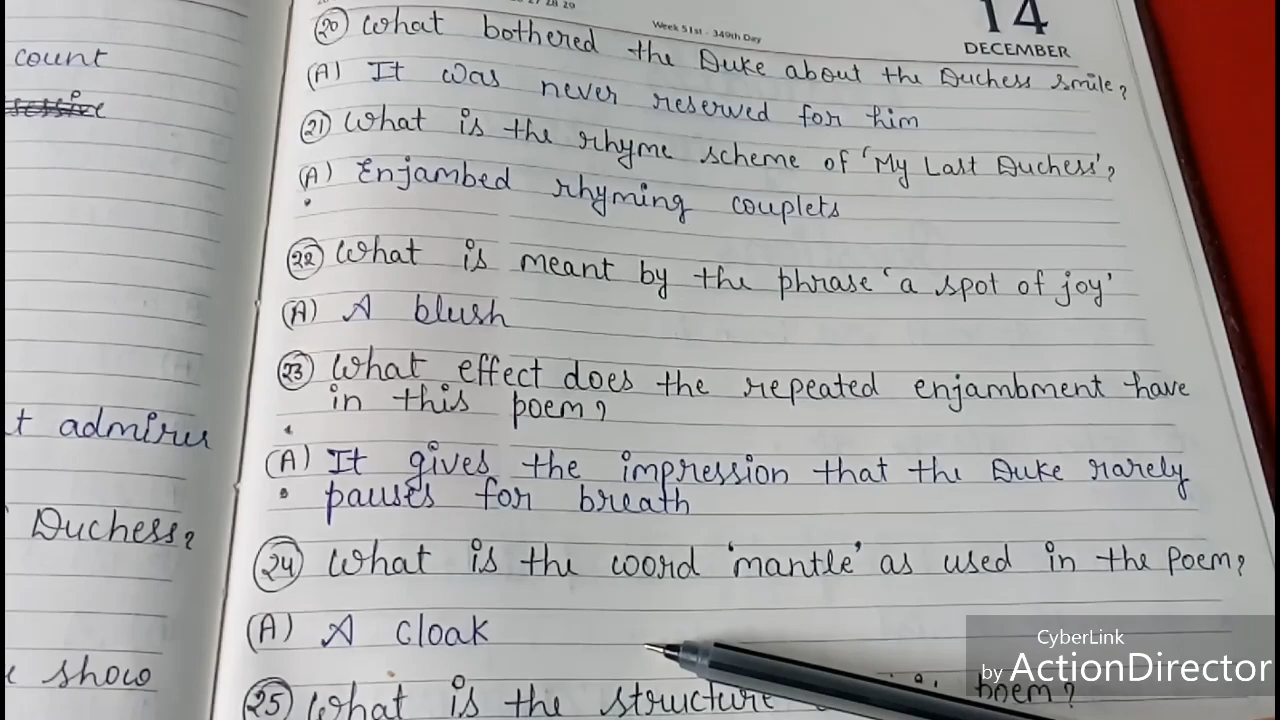 count
t admires
Duchess?
show
27 28 29
Week 51st - 349th Day
14
DECEMBER
20 What bothered the Duke about the Duchess smile?
(A) It was never reserved for him
21 What is the rhyme scheme of 'My Last Duchess'?
(A) Enjambed rhyming couplets
22 What is meant by the phrase 'a spot of joy'
(A) A blush
23 What effect does the repeated enjambment have
in this poem?
(A) It gives the impression that the Duke rarely
pauses for breath
24 What is the word 'mantle' as used in the poem?
(A) A cloak
25 What is the structure poem?
CyberLink
by ActionDirector